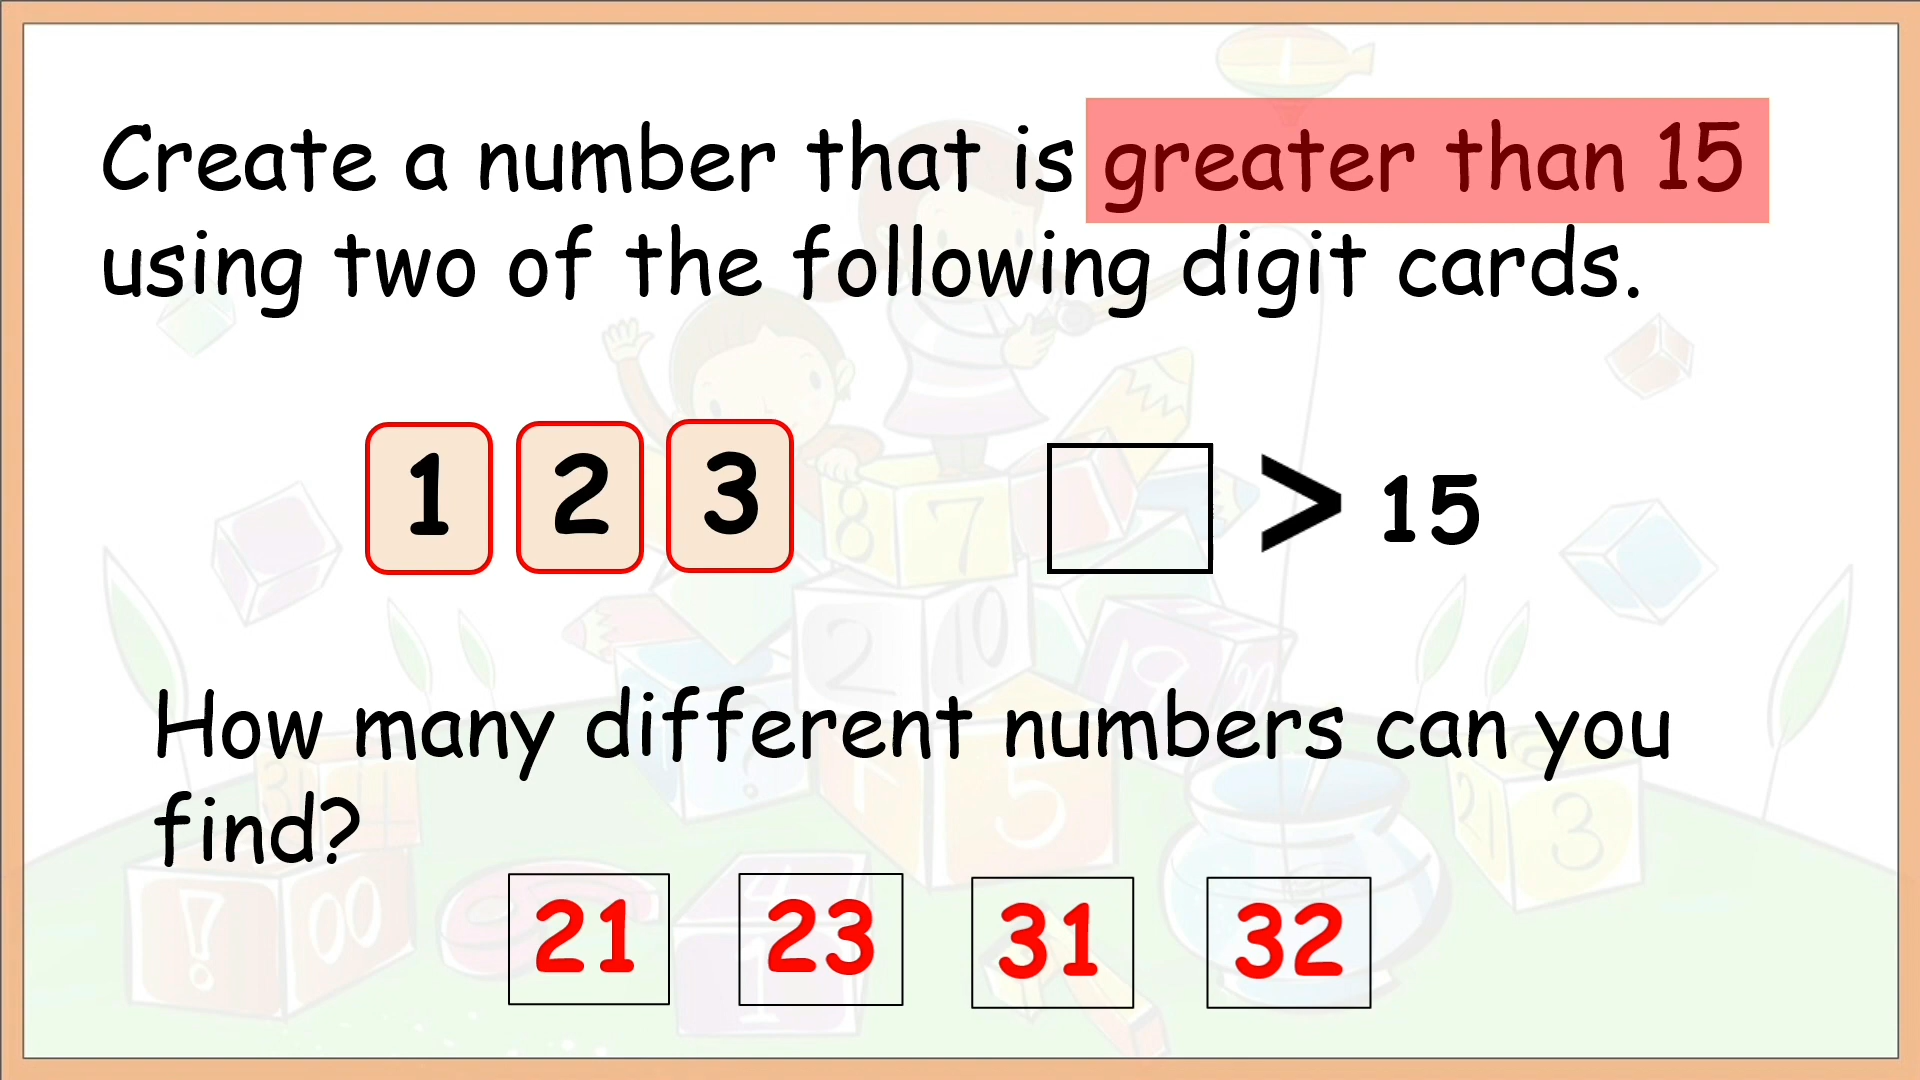 Create a number that is greater than 15
using two of the following digit cards.
1 2 3 > 15
How many different numbers can you
find?
21 23 31 32